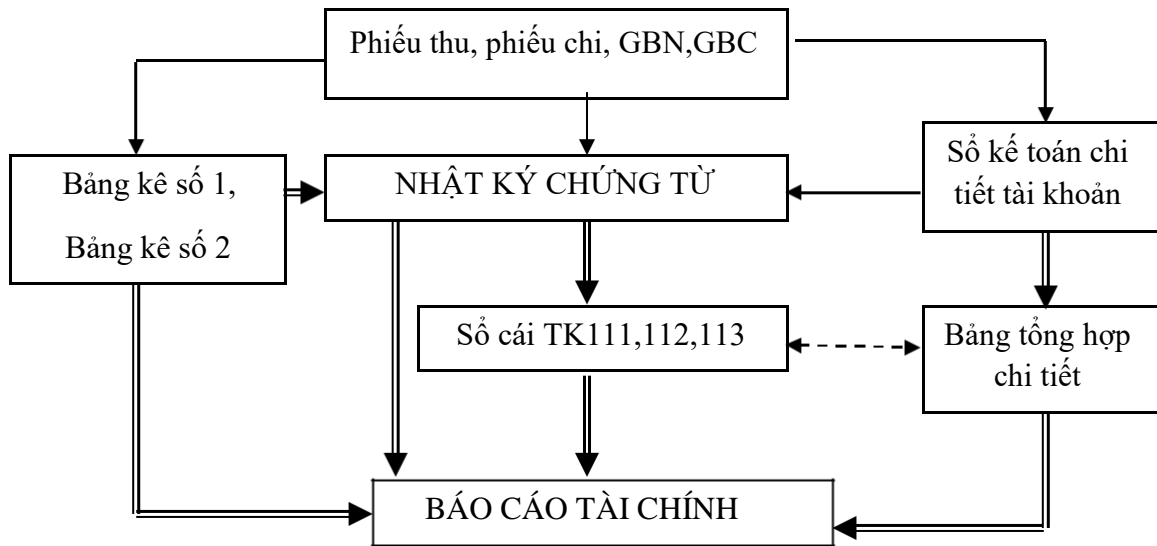 Phiếu thu, phiếu chi, GBN,GBC
Bảng kê số 1,
Bảng kê số 2
NHẬT KÝ CHỨNG TỪ
Sổ kế toán chi
tiết tài khoản
Sổ cái TK111,112,113
Bảng tổng hợp
chi tiết
BÁO CÁO TÀI CHÍNH